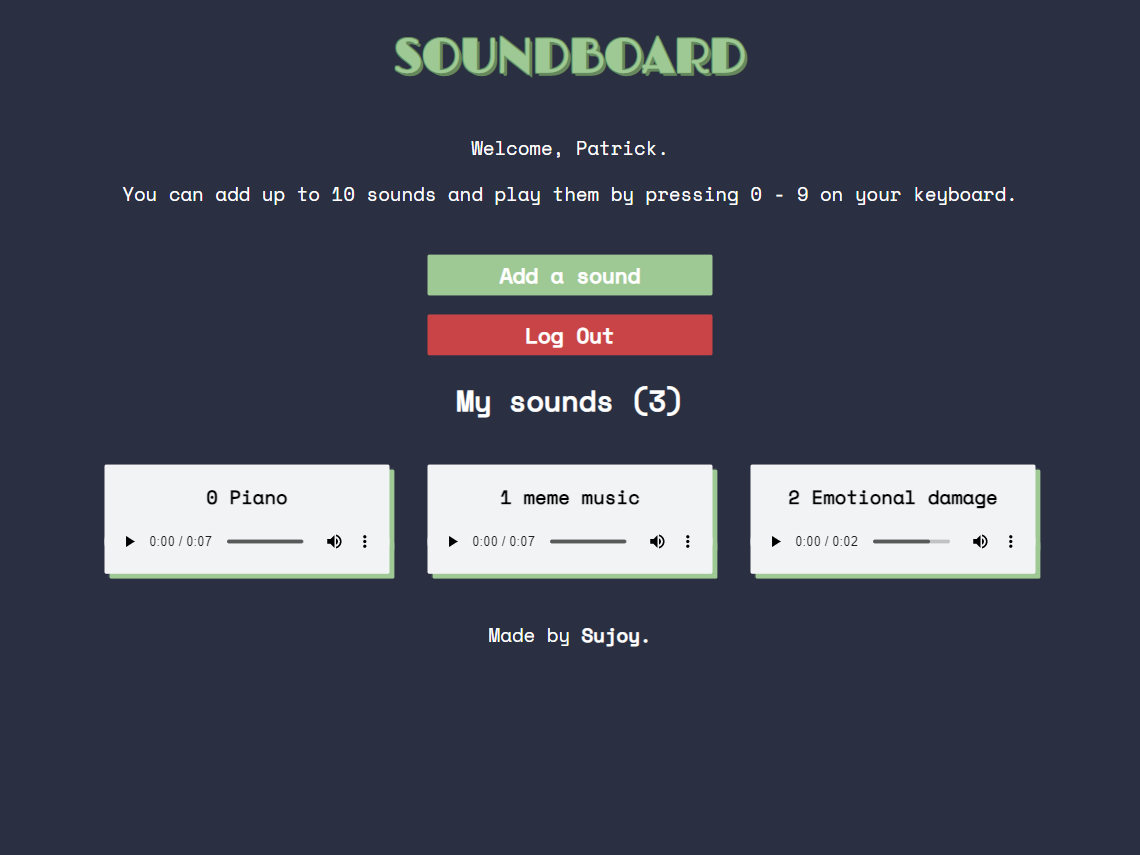 SOUNDBOARD
Welcome, Patrick.
You can add up to 10 sounds and play them by pressing 0 - 9 on your keyboard.
Add a sound
Log Out
My sounds (3)
0 Piano
0:00 / 0:07
1 meme music
0:00 / 0:07
2 Emotional damage
0:00 / 0:02
Made by Sujoy.